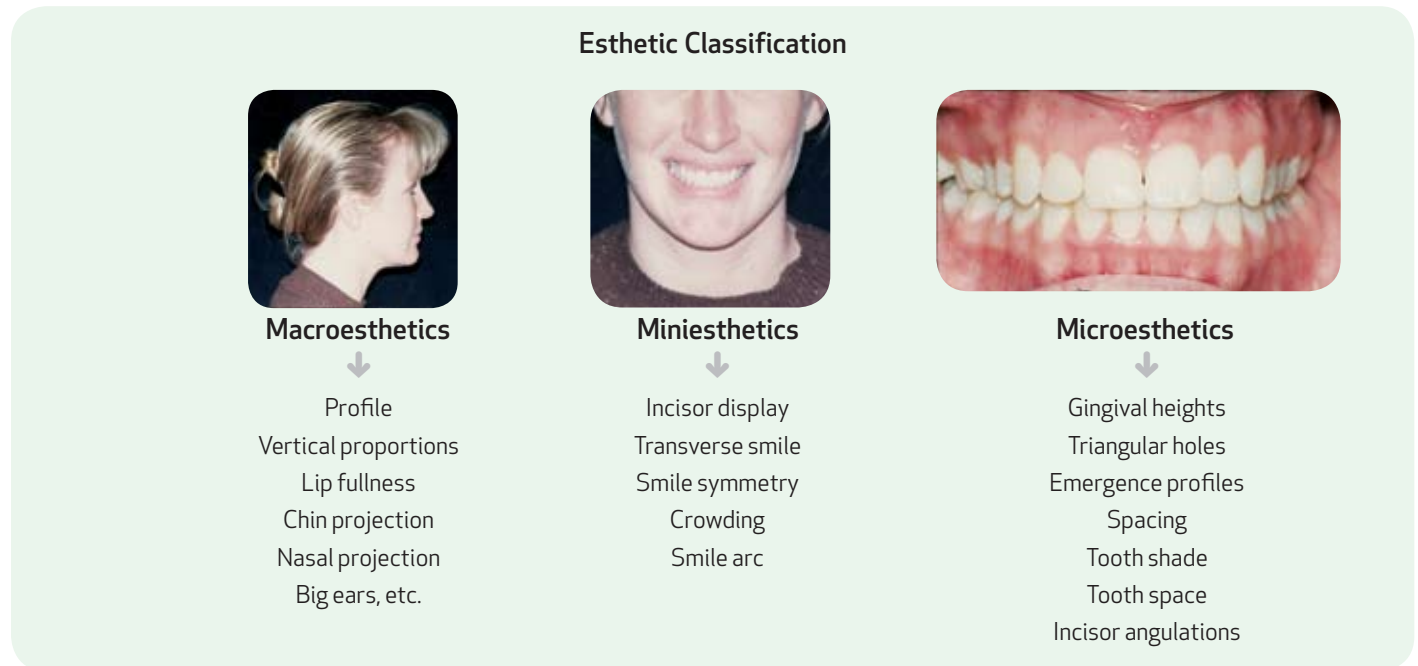 Esthetic Classification
Macroesthetics
Profile
Vertical proportions
Lip fullness
Chin projection
Nasal projection
Big ears, etc.
Miniesthetics
Incisor display
Transverse smile
Smile symmetry
Crowding
Smile arc
Microesthetics
Gingival heights
Triangular holes
Emergence profiles
Spacing
Tooth shade
Tooth space
Incisor angulations